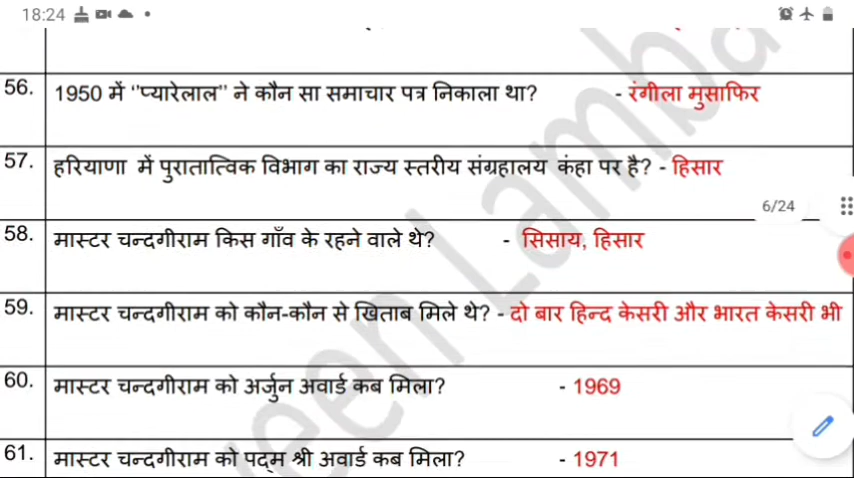 18:24
56. 1950 में ''प्यारेलाल'' ने कौन सा समाचार पत्र निकाला था? - रंगीला मुसाफिर
57. हरियाणा में पुरातात्विक विभाग का राज्य स्तरीय संग्रहालय कंहा पर है? - हिसार
6/24
58. मास्टर चन्दगीराम किस गाँव के रहने वाले थे? - सिसाय, हिसार
59. मास्टर चन्दगीराम को कौन-कौन से खिताब मिले थे? - दो बार हिन्द केसरी और भारत केसरी भी
60. मास्टर चन्दगीराम को अर्जुन अवार्ड कब मिला? - 1969
61. मास्टर चन्दगीराम को पद्म श्री अवार्ड कब मिला? - 1971
een Lamba